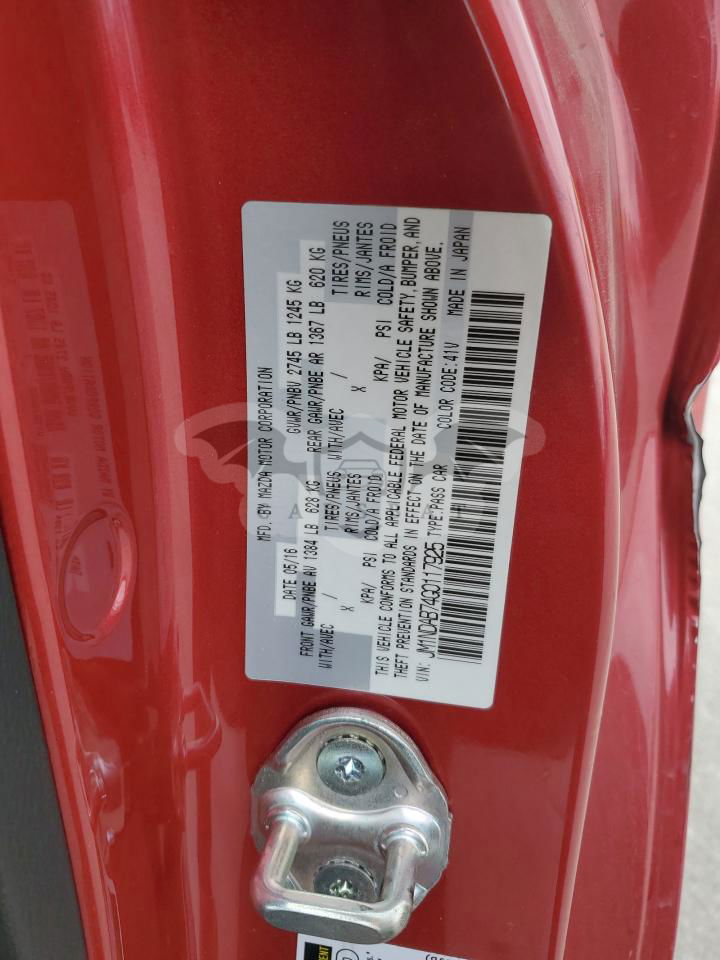 MFD.BY MAZDA MOTOR CORPORATION
DATE 05/16 GVWR/PNBV 2745 LB 1245 KG
FRONT GAWR/PNBE AV 1384 LB 628 KG REAR GAWR/PNBE AR 1367 LB 620 KG
WITH/AVEC / TIRES/PNEUS WITH/AVEC / TIRES/PNEUS
X RIMS/JANTES X RIMS/JANTES
KPA/ PSI COLD/A FROID KPA/ PSI COLD/A FROID
THIS VEHICLE CONFORMS TO ALL APPLICABLE FEDERAL MOTOR VEHICLE SAFETY, BUMPER, AND
THEFT PREVENTION STANDARDS IN EFFECT ON THE DATE OF MANUFACTURE SHOWN ABOVE.
VIN: JM1NDAB74G0117925 TYPE:PASS CAR COLOR CODE:41V MADE IN JAPAN